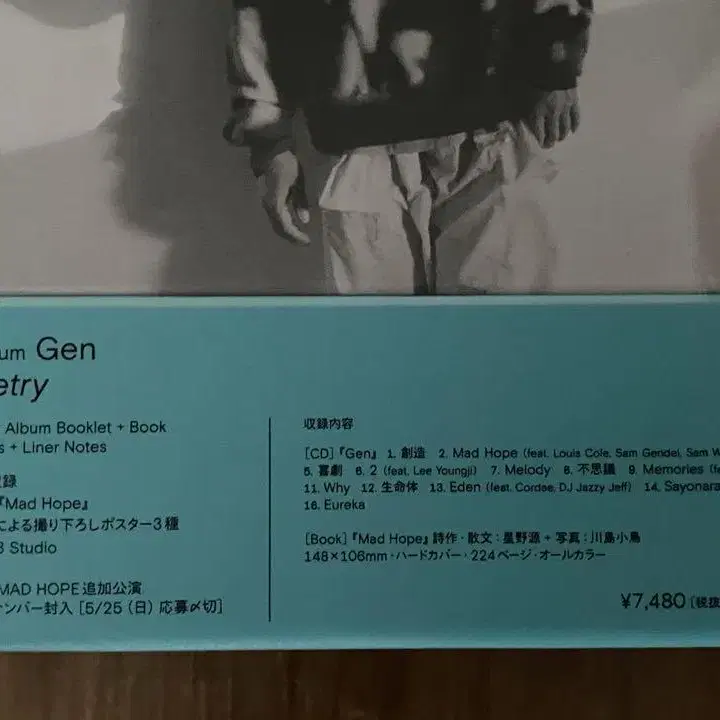 um Gen
etry
Album Booklet + Book
s + Liner Notes
録
『Mad Hope』
による撮り下ろしポスター3種
3 Studio
MAD HOPE 追加公演
ナンバー封入 [5/25 (日) 応募〆切]
収録内容
[CD]『Gen』 1. 創造 2. Mad Hope (feat. Louis Cole, Sam Gendel, Sam W
5. 喜劇 6. 2 (feat. Lee Youngji) 7. Melody 8. 不思議 9. Memories (f
11. Why 12. 生命体 13. Eden (feat. Cordae, DJ Jazzy Jeff) 14. Sayonara
16. Eureka
[Book]『Mad Hope』 詩作・散文：星野源 + 写真：川島小鳥
148×106mm・ハードカバー・224ページ・オールカラー
¥7,480 [税抜